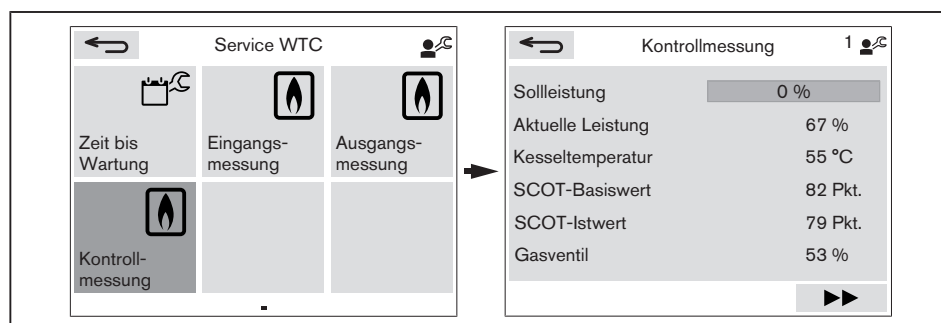 Service WTC
Zeit bis
Wartung
Eingangs-
messung
Ausgangs-
messung
Kontroll-
messung
Kontrollmessung 1
Sollleistung 0 %
Aktuelle Leistung 67 %
Kesseltemperatur 55 °C
SCOT-Basiswert 82 Pkt.
SCOT-Istwert 79 Pkt.
Gasventil 53 %